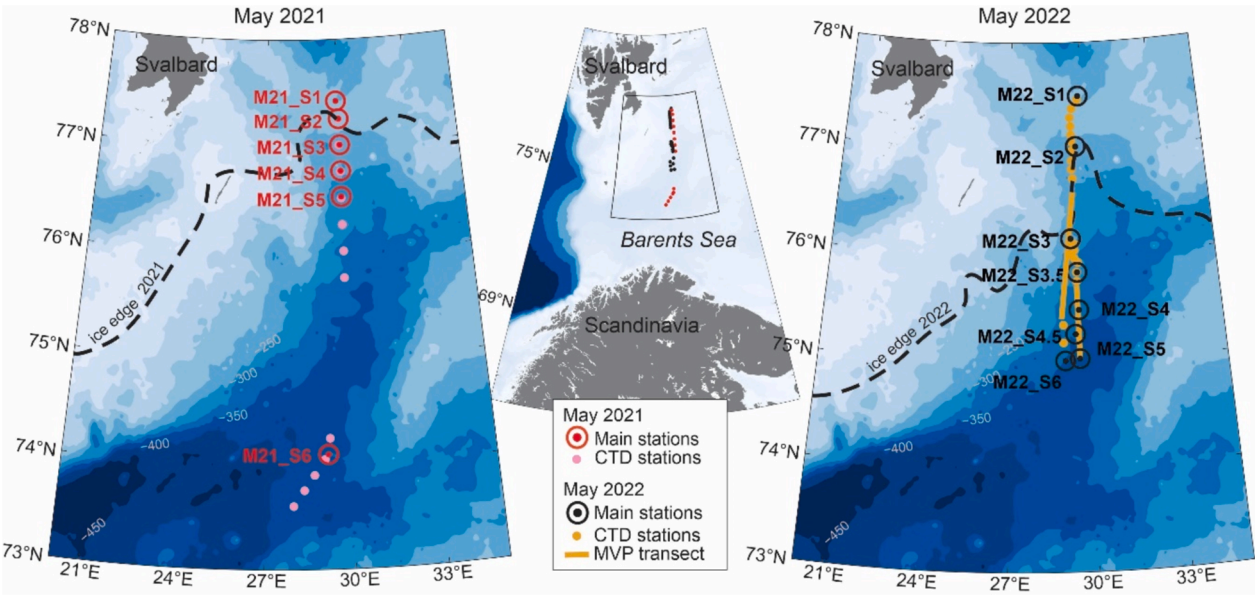 May 2021
78°N
77°N
76°N
75°N
74°N
73°N
21°E
24°E
27°E
30°E
33°E
Svalbard
M21_S1
M21_S2
M21_S3
M21_S4
M21_S5
M21_S6
ice edge 2021
−250
−300
−350
−400
−450
Svalbard
75°N
69°N
Barents Sea
Scandinavia
May 2021
Main stations
CTD stations
May 2022
Main stations
CTD stations
MVP transect
May 2022
78°N
77°N
76°N
75°N
74°N
73°N
21°E
24°E
27°E
30°E
33°E
Svalbard
M22_S1
M22_S2
M22_S3
M22_S3.5
M22_S4
M22_S4.5
M22_S5
M22_S6
ice edge 2022
−300
−350
−400
−450